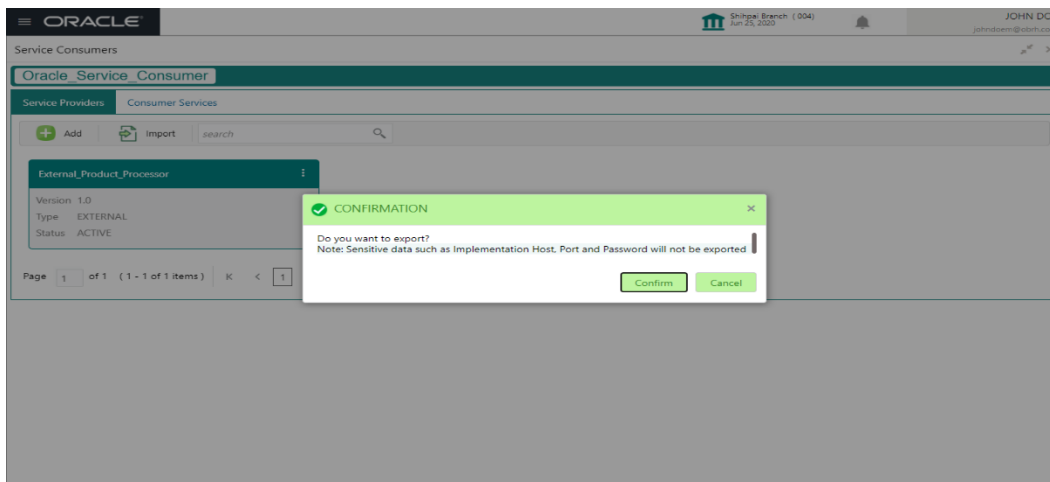 ORACLE
Shihpai Branch ( 004)
Jun 25, 2020
JOHN DO
johndoem@obrh.co
Service Consumers
Oracle_Service_Consumer
Service Providers Consumer Services
Add Import search
External_Product_Processor
Version 1.0
Type EXTERNAL
Status ACTIVE
CONFIRMATION
Do you want to export?
Note: Sensitive data such as Implementation Host, Port and Password will not be exported
Confirm Cancel
Page 1 of 1 ( 1 - 1 of 1 items ) K < 1